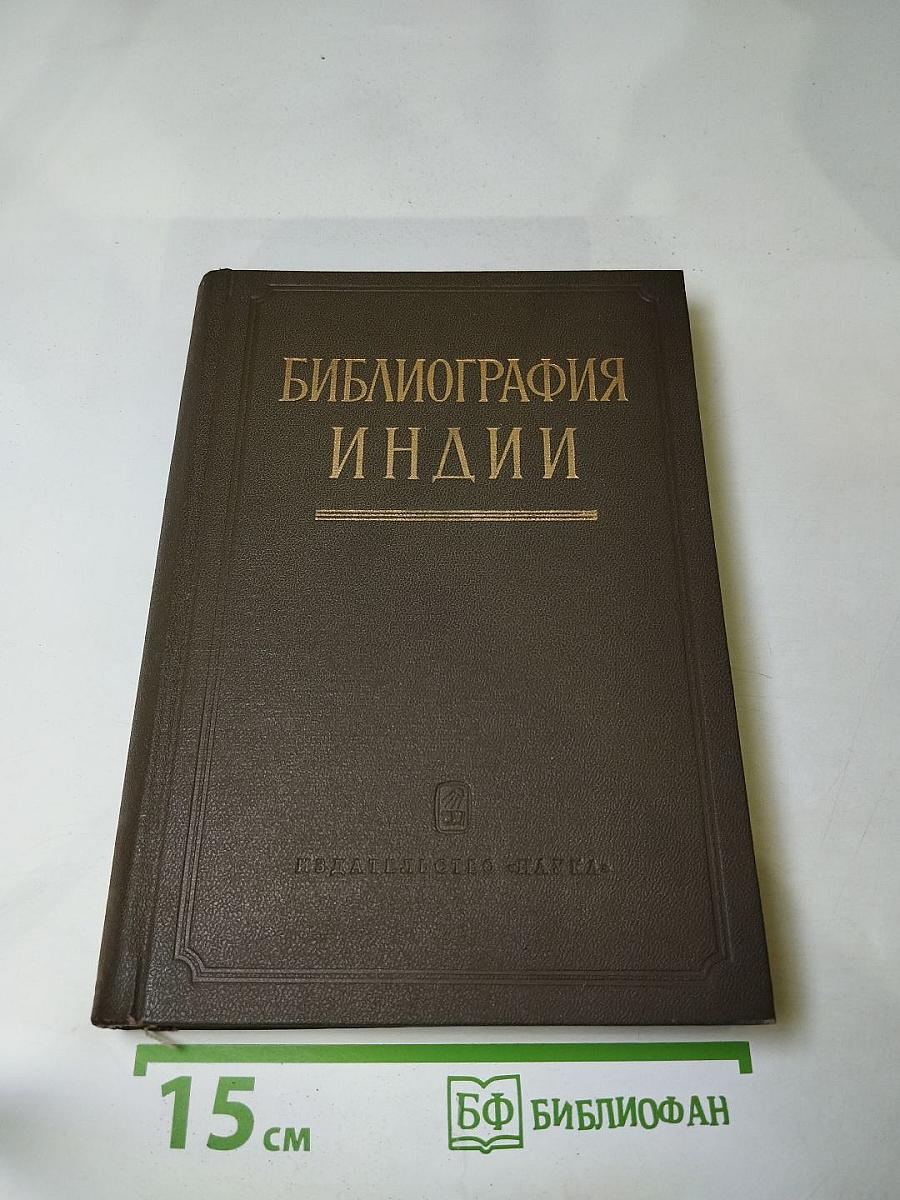 БИБЛИОГРАФИЯ
ИНДИИ
ИЗДАТЕЛЬСТВО «НАУКА»
15 см
БФ БИБЛИОФАН